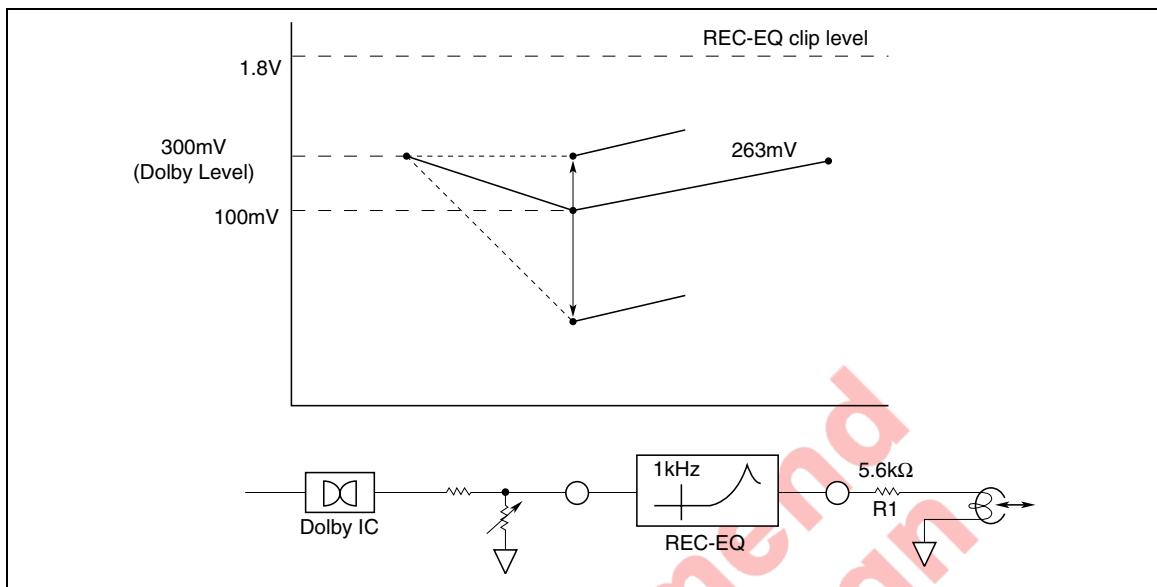 REC-EQ clip level
1.8V
300mV
(Dolby Level)
263mV
100mV
1kHz
5.6kΩ
R1
Dolby IC
REC-EQ